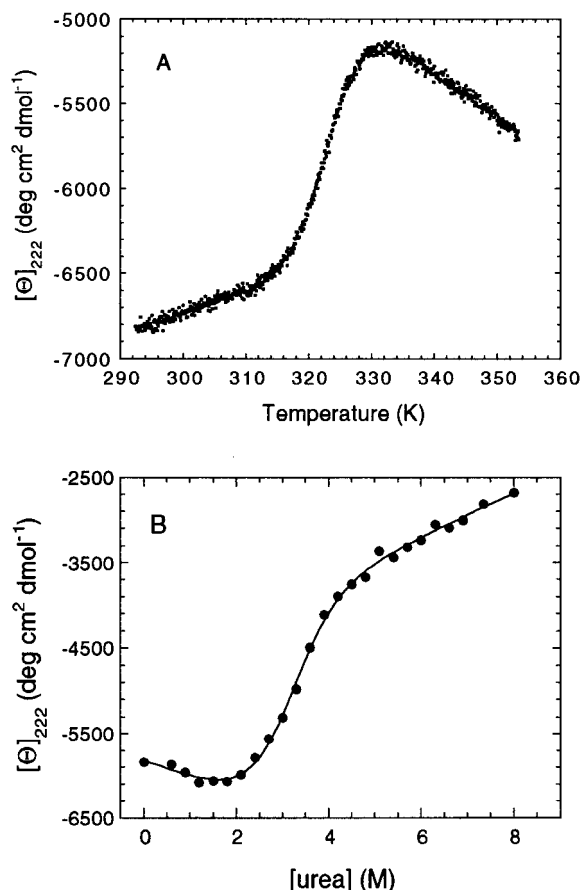 A
[Θ]222 (deg cm² dmol⁻¹)
-5000
-5500
-6000
-6500
-7000
290 300 310 320 330 340 350 360
Temperature (K)
B
[Θ]222 (deg cm² dmol⁻¹)
-2500
-3500
-4500
-5500
-6500
0 2 4 6 8
[urea] (M)